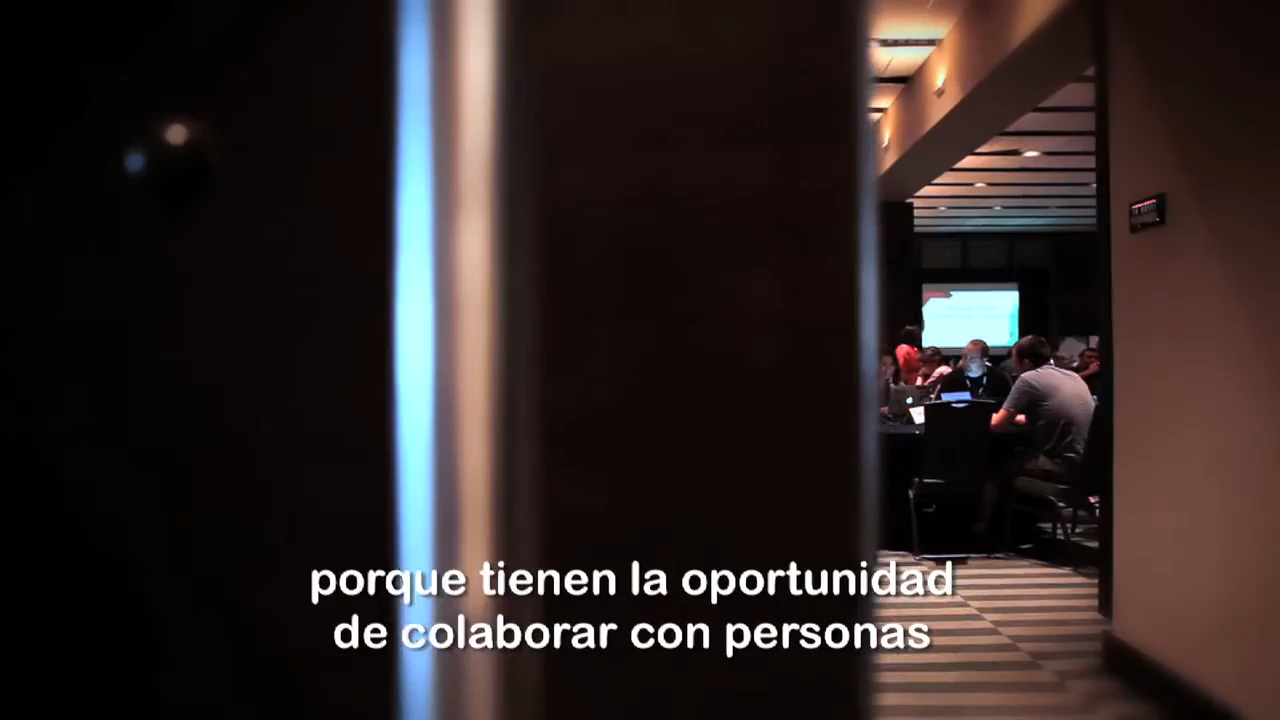 porque tienen la oportunidad
de colaborar con personas